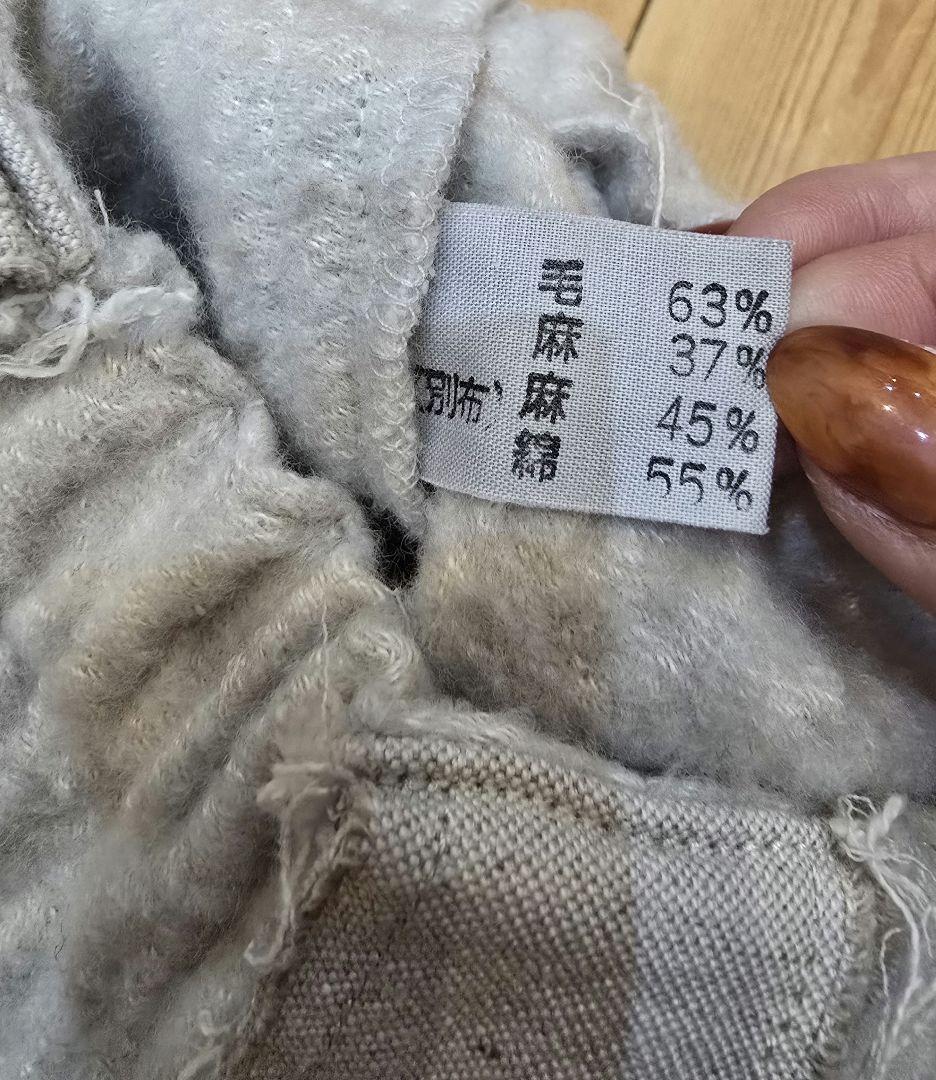 毛 63%
麻 37%
(別布) 麻 45%
綿 55%